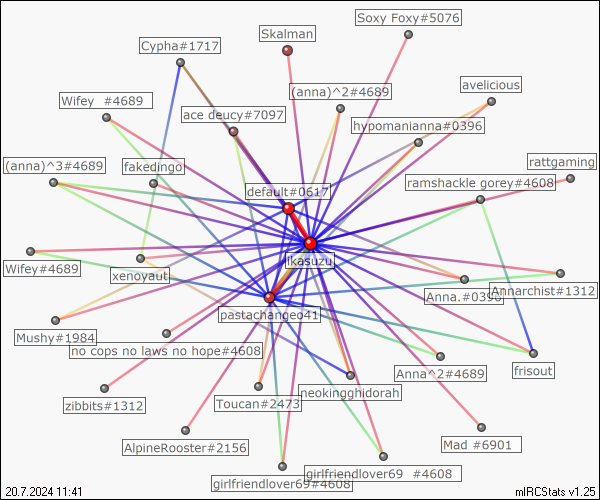 Soxy Foxy#5076
Skalman
Cypha#1717
avelicious
(anna)^2#4689
Wifey  #4689
ace deucy#7097
hypomanianna#0396
(anna)^3#4689
fakedingo
rattgaming
ramshackle gorey#4608
default#0617
ikasuzu
Wifey#4689
xenoyaut
Anna.#0396
Annarchist#1312
pastachange041
Mushy#1984
no cops no laws no hope#4608
Anna^2#4689
frisout
neokingghidorah
zibbits#1312
Toucan#2473
AlpineRooster#2156
Mad #6901
girlfriendlover69  #4608
girlfriendlover69#4608
20.7.2024 11:41
mIRCStats v1.25